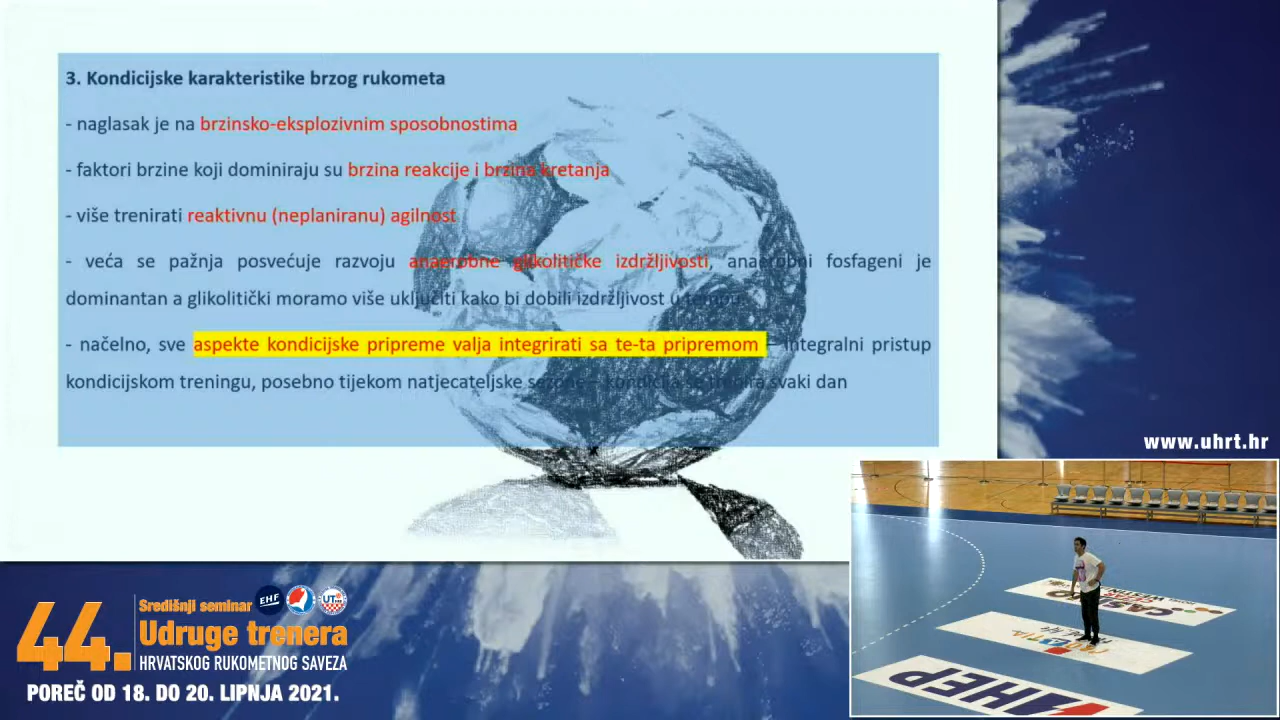 3. Kondicijske karakteristike brzog rukometa
- naglasak je na brzinsko-eksplozivnim sposobnostima
- faktori brzine koji dominiraju su brzina reakcije i brzina kretanja
- više trenirati reaktivnu (neplaniranu) agilnost
- veća se pažnja posvećuje razvoju anaerobne glikolitičke izdržljivosti, anaerobni fosfageni je
dominantan a glikolitički moramo više uključiti kako bi dobili izdržljivost u tempu
- načelno, sve aspekte kondicijske pripreme valja integrirati sa te-ta pripremom – integralni pristup
kondicijskom treningu, posebno tijekom natjecateljske sezone – kondicija se trenira svaki dan
www.uhrt.hr
44.
Središnji seminar
EHF
Udruge trenera
HRVATSKOG RUKOMETNOG SAVEZA
POREČ OD 18. DO 20. LIPNJA 2021.
HEP